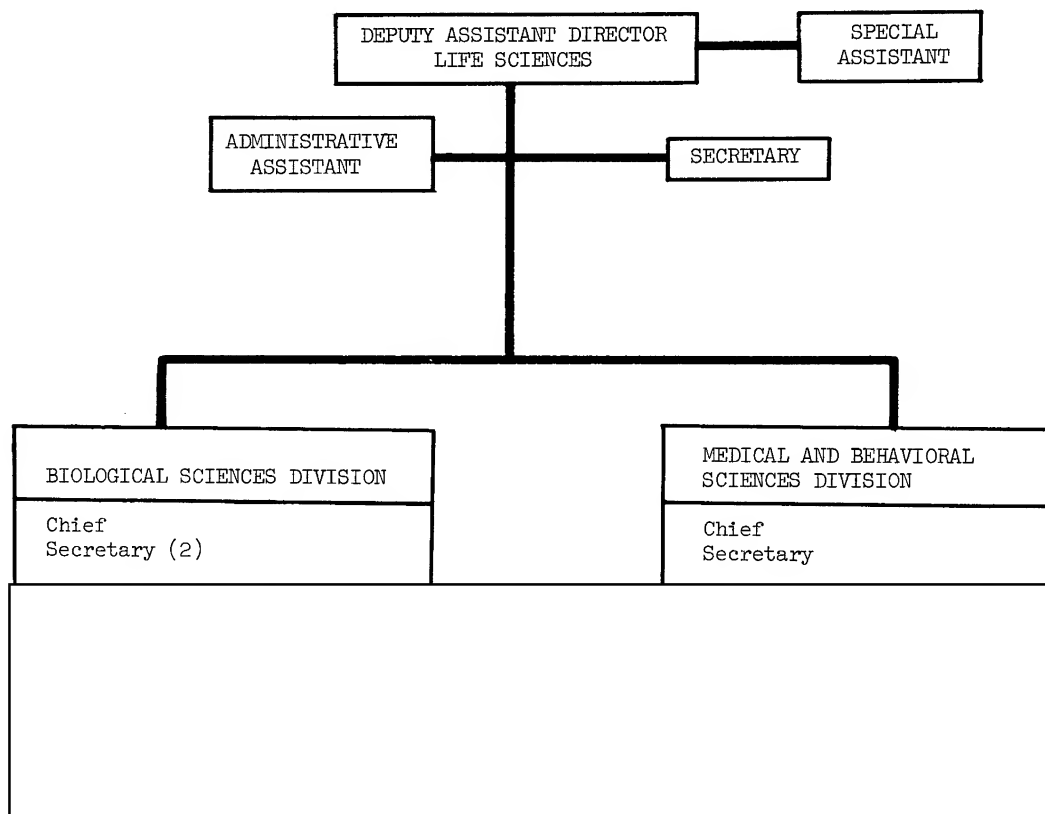 DEPUTY ASSISTANT DIRECTOR
LIFE SCIENCES
SPECIAL
ASSISTANT
ADMINISTRATIVE
ASSISTANT
SECRETARY
BIOLOGICAL SCIENCES DIVISION
Chief
Secretary (2)
MEDICAL AND BEHAVIORAL
SCIENCES DIVISION
Chief
Secretary